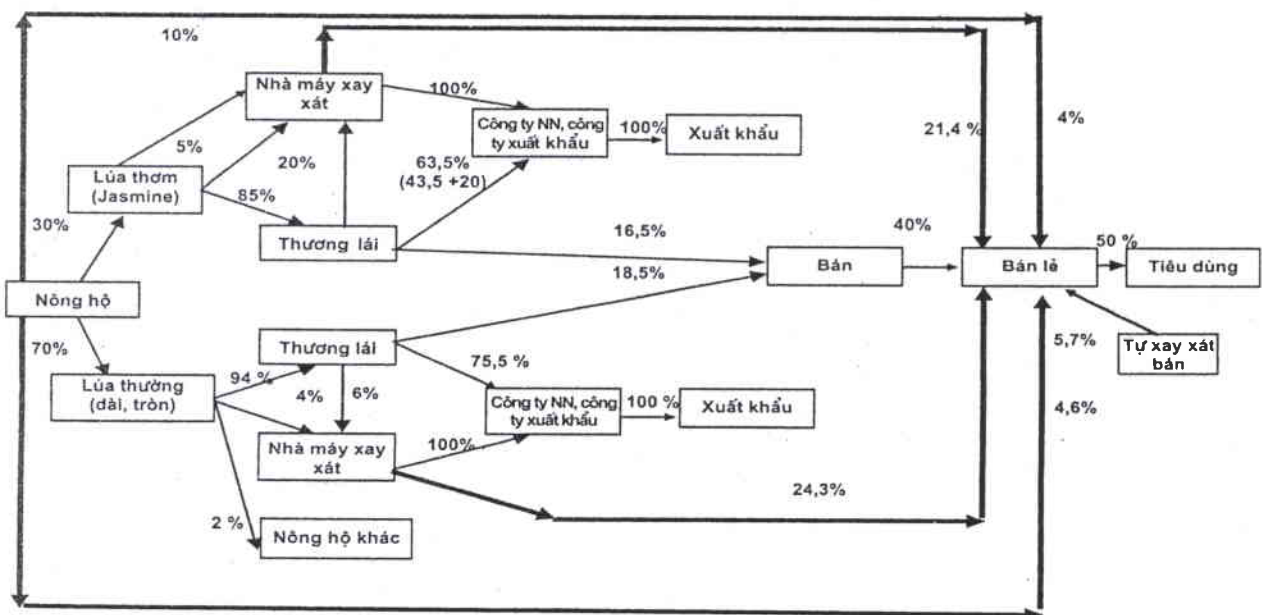 10%
Nhà máy xay
xát
100%
Công ty NN, công
ty xuất khẩu
100%
Xuất khẩu
21,4 %
4%
5%
20%
63,5%
(43,5 +20)
Lúa thơm
(Jasmine)
85%
30%
Thương lái
16,5%
40%
50 %
18,5%
Bán
Bán lẻ
Tiêu dùng
Nông hộ
70%
Thương lái
75,5 %
5,7%
Tự xay xát
bán
Lúa thường
(dài, tròn)
94 %
4%
6%
Công ty NN, công
ty xuất khẩu
100 %
Xuất khẩu
4,6%
Nhà máy xay
xát
100%
24,3%
2 %
Nông hộ khác